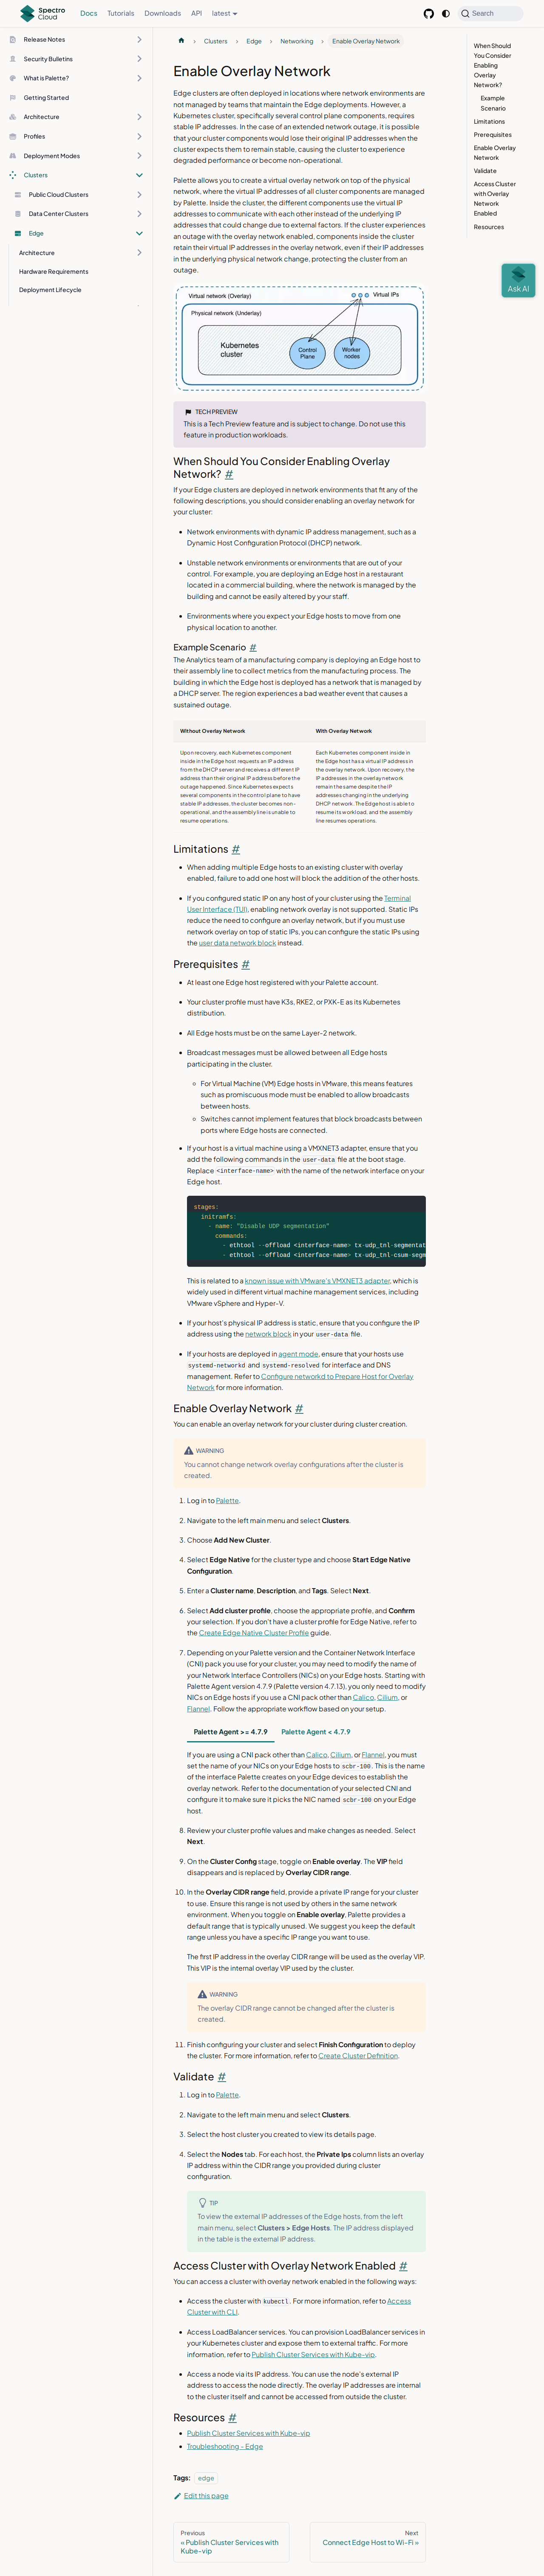 Spectro Cloud
Docs
Tutorials
Downloads
API
latest
Search
Release Notes
Security Bulletins
What is Palette?
Getting Started
Architecture
Profiles
Deployment Modes
Clusters
Public Cloud Clusters
Data Center Clusters
Edge
Architecture
Hardware Requirements
Deployment Lifecycle
Clusters
Edge
Networking
Enable Overlay Network
Enable Overlay Network
Edge clusters are often deployed in locations where network environments are
not managed by teams that maintain the Edge deployments. However, a
Kubernetes cluster, specifically several control plane components, requires
stable IP addresses. In the case of an extended network outage, it is possible
that your cluster components would lose their original IP addresses when the
cluster expects them to remain stable, causing the cluster to experience
degraded performance or become non-operational.
Palette allows you to create a virtual overlay network on top of the physical
network, where the virtual IP addresses of all cluster components are managed
by Palette. Inside the cluster, the different components use the virtual IP
addresses to communicate with each other instead of the underlying IP
addresses that could change due to external factors. If the cluster experiences
an outage with the overlay network enabled, components inside the cluster
retain their virtual IP addresses in the overlay network, even if their IP addresses
in the underlying physical network change, protecting the cluster from an
outage.
Virtual network (Overlay)
Virtual IPs
Physical network (Underlay)
Kubernetes
cluster
Control
Plane
Worker
nodes
TECH PREVIEW
This is a Tech Preview feature and is subject to change. Do not use this
feature in production workloads.
When Should You Consider Enabling Overlay
Network? #
If your Edge clusters are deployed in network environments that fit any of the
following descriptions, you should consider enabling an overlay network for
your cluster:
Network environments with dynamic IP address management, such as a
Dynamic Host Configuration Protocol (DHCP) network.
Unstable network environments or environments that are out of your
control. For example, you are deploying an Edge host in a restaurant
located in a commercial building, where the network is managed by the
building and cannot be easily altered by your staff.
Environments where you expect your Edge hosts to move from one
physical location to another.
Example Scenario #
The Analytics team of a manufacturing company is deploying an Edge host to
their assembly line to collect metrics from the manufacturing process. The
building in which the Edge host is deployed has a network that is managed by
a DHCP server. The region experiences a bad weather event that causes a
sustained outage.
Without Overlay Network
With Overlay Network
Upon recovery, each Kubernetes component
inside in the Edge host requests an IP address
from the DHCP server and receives a different IP
address than their original IP address before the
outage happened. Since Kubernetes expects
several components in the control plane to have
stable IP addresses, the cluster becomes non-
operational, and the assembly line is unable to
resume operations.
Each Kubernetes component inside in
the Edge host has a virtual IP address in
the overlay network. Upon recovery, the
IP addresses in the overlay network
remain the same despite the IP
addresses changing in the underlying
DHCP network. The Edge host is able to
resume its workload, and the assembly
line resumes operations.
Limitations #
When adding multiple Edge hosts to an existing cluster with overlay
enabled, failure to add one host will block the addition of the other hosts.
If you configured static IP on any host of your cluster using the Terminal
User Interface (TUI), enabling network overlay is not supported. Static IPs
reduce the need to configure an overlay network, but if you must use
network overlay on top of static IPs, you can configure the static IPs using
the user data network block instead.
Prerequisites #
At least one Edge host registered with your Palette account.
Your cluster profile must have K3s, RKE2, or PXK-E as its Kubernetes
distribution.
All Edge hosts must be on the same Layer-2 network.
Broadcast messages must be allowed between all Edge hosts
participating in the cluster.
For Virtual Machine (VM) Edge hosts in VMware, this means features
such as promiscuous mode must be enabled to allow broadcasts
between hosts.
Switches cannot implement features that block broadcasts between
ports where Edge hosts are connected.
If your host is a virtual machine using a VMXNET3 adapter, ensure that you
add the following commands in the user-data file at the boot stage.
Replace <interface-name> with the name of the network interface on your
Edge host.
stages:
initramfs:
- name: "Disable UDP segmentation"
commands:
- ethtool --offload <interface-name> tx-udp_tnl-segmentat
- ethtool --offload <interface-name> tx-udp_tnl-csum-segm
This is related to a known issue with VMware's VMXNET3 adapter, which is
widely used in different virtual machine management services, including
VMware vSphere and Hyper-V.
If your host's physical IP address is static, ensure that you configure the IP
address using the network block in your user-data file.
If your hosts are deployed in agent mode, ensure that your hosts use
systemd-networkd and systemd-resolved for interface and DNS
management. Refer to Configure networkd to Prepare Host for Overlay
Network for more information.
Enable Overlay Network #
You can enable an overlay network for your cluster during cluster creation.
WARNING
You cannot change network overlay configurations after the cluster is
created.
1. Log in to Palette.
2. Navigate to the left main menu and select Clusters.
3. Choose Add New Cluster.
4. Select Edge Native for the cluster type and choose Start Edge Native
Configuration.
5. Enter a Cluster name, Description, and Tags. Select Next.
6. Select Add cluster profile, choose the appropriate profile, and Confirm
your selection. If you don't have a cluster profile for Edge Native, refer to
the Create Edge Native Cluster Profile guide.
7. Depending on your Palette version and the Container Network Interface
(CNI) pack you use for your cluster, you may need to modify the name of
your Network Interface Controllers (NICs) on your Edge hosts. Starting with
Palette Agent version 4.7.9 (Palette version 4.7.13), you only need to modify
NICs on Edge hosts if you use a CNI pack other than Calico, Cilium, or
Flannel. Follow the appropriate workflow based on your setup.
Palette Agent >= 4.7.9
Palette Agent < 4.7.9
If you are using a CNI pack other than Calico, Cilium, or Flannel, you must
set the name of your NICs on your Edge hosts to scbr-100. This is the name
of the interface Palette creates on your Edge devices to establish the
overlay network. Refer to the documentation of your selected CNI and
configure it to make sure it picks the NIC named scbr-100 on your Edge
host.
8. Review your cluster profile values and make changes as needed. Select
Next.
9. On the Cluster Config stage, toggle on Enable overlay. The VIP field
disappears and is replaced by Overlay CIDR range.
10. In the Overlay CIDR range field, provide a private IP range for your cluster
to use. Ensure this range is not used by others in the same network
environment. When you toggle on Enable overlay, Palette provides a
default range that is typically unused. We suggest you keep the default
range unless you have a specific IP range you want to use.
The first IP address in the overlay CIDR range will be used as the overlay VIP.
This VIP is the internal overlay VIP used by the cluster.
WARNING
The overlay CIDR range cannot be changed after the cluster is
created.
11. Finish configuring your cluster and select Finish Configuration to deploy
the cluster. For more information, refer to Create Cluster Definition.
Validate #
1. Log in to Palette.
2. Navigate to the left main menu and select Clusters.
3. Select the host cluster you created to view its details page.
4. Select the Nodes tab. For each host, the Private Ips column lists an overlay
IP address within the CIDR range you provided during cluster
configuration.
TIP
To view the external IP addresses of the Edge hosts, from the left
main menu, select Clusters > Edge Hosts. The IP address displayed
in the table is the external IP address.
Access Cluster with Overlay Network Enabled #
You can access a cluster with overlay network enabled in the following ways:
Access the cluster with kubectl. For more information, refer to Access
Cluster with CLI.
Access LoadBalancer services. You can provision LoadBalancer services in
your Kubernetes cluster and expose them to external traffic. For more
information, refer to Publish Cluster Services with Kube-vip.
Access a node via its IP address. You can use the node's external IP
address to access the node directly. The overlay IP addresses are internal
to the cluster and cannot be accessed from outside the cluster.
Resources #
Publish Cluster Services with Kube-vip
Troubleshooting - Edge
Tags: edge
Edit this page
Previous
« Publish Cluster Services with
Kube-vip
Next
Connect Edge Host to Wi-Fi »
When Should
You Consider
Enabling
Overlay
Network?
Example
Scenario
Limitations
Prerequisites
Enable Overlay
Network
Validate
Access Cluster
with Overlay
Network
Enabled
Resources
Ask AI